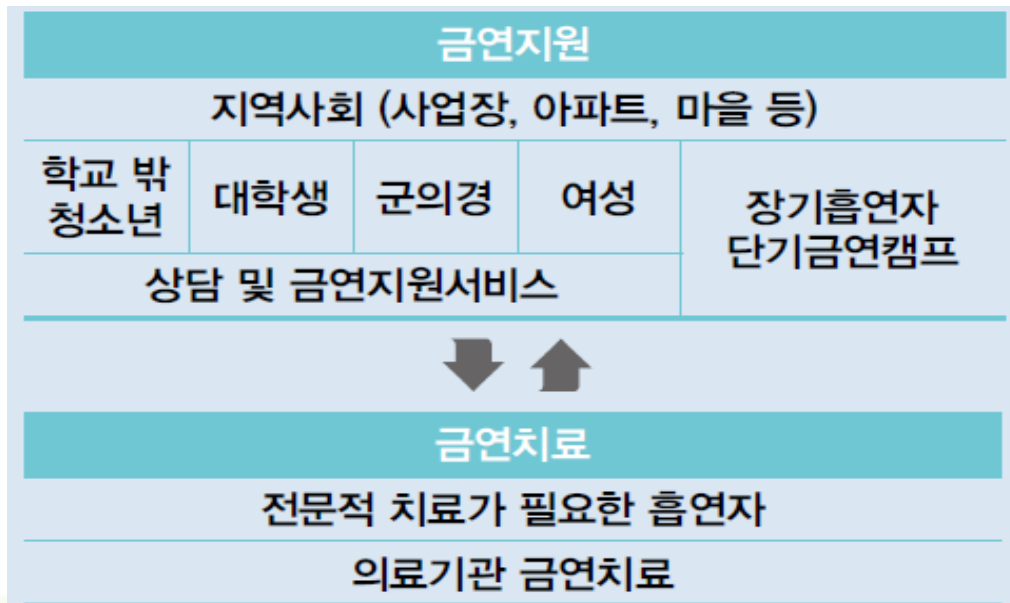 금연지원
지역사회 (사업장, 아파트, 마을 등)
학교 밖
청소년
대학생
군의경
여성
장기흡연자
단기금연캠프
상담 및 금연지원서비스
금연치료
전문적 치료가 필요한 흡연자
의료기관 금연치료